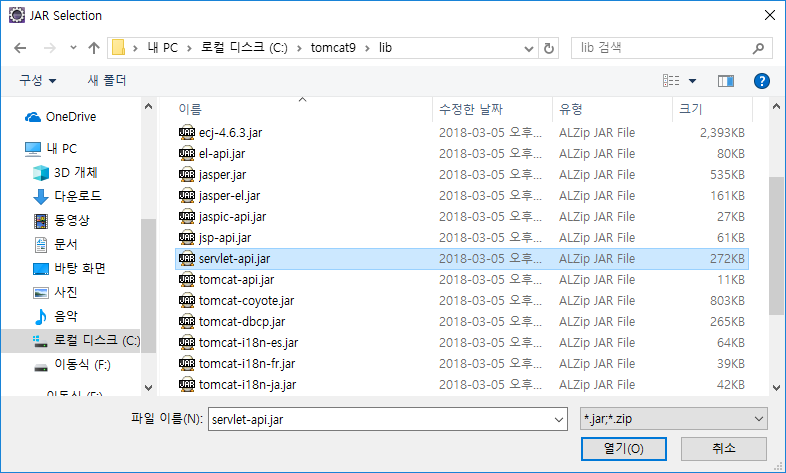 JAR Selection
내 PC > 로컬 디스크 (C:) > tomcat9 > lib
lib 검색
구성 새 폴더
이름 수정한 날짜 유형 크기
OneDrive
내 PC
3D 개체
다운로드
동영상
문서
바탕 화면
사진
음악
로컬 디스크 (C:)
이동식 (F:)
이동식 (F:)
ecj-4.6.3.jar 2018-03-05 오후... ALZip JAR File 2,393KB
el-api.jar 2018-03-05 오후... ALZip JAR File 80KB
jasper.jar 2018-03-05 오후... ALZip JAR File 535KB
jasper-el.jar 2018-03-05 오후... ALZip JAR File 161KB
jaspic-api.jar 2018-03-05 오후... ALZip JAR File 27KB
jsp-api.jar 2018-03-05 오후... ALZip JAR File 61KB
servlet-api.jar 2018-03-05 오후... ALZip JAR File 272KB
tomcat-api.jar 2018-03-05 오후... ALZip JAR File 11KB
tomcat-coyote.jar 2018-03-05 오후... ALZip JAR File 803KB
tomcat-dbcp.jar 2018-03-05 오후... ALZip JAR File 265KB
tomcat-i18n-es.jar 2018-03-05 오후... ALZip JAR File 64KB
tomcat-i18n-fr.jar 2018-03-05 오후... ALZip JAR File 39KB
tomcat-i18n-ja.jar 2018-03-05 오후... ALZip JAR File 42KB
파일 이름(N): servlet-api.jar *.jar;*.zip
열기(O) 취소